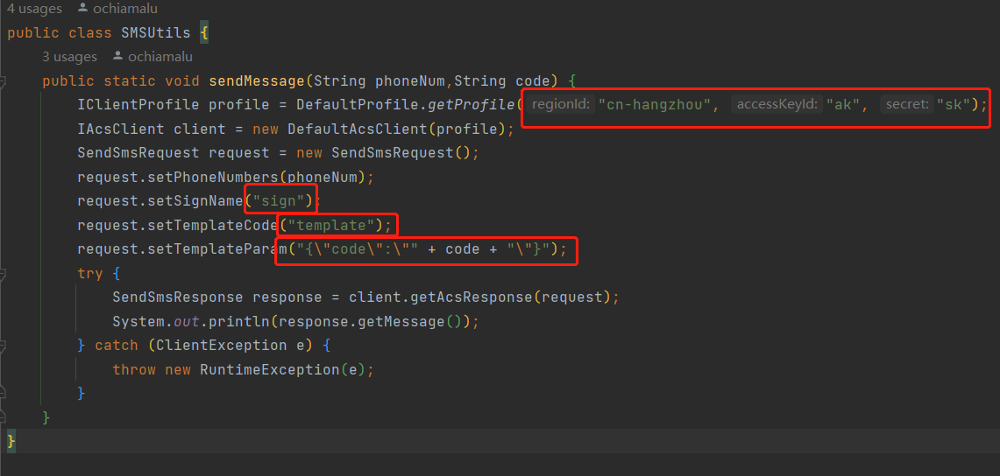 4 usages ochiamalu
public class SMSUtils {
3 usages ochiamalu
public static void sendMessage(String phoneNum,String code) {
IClientProfile profile = DefaultProfile.getProfile( regionId: "cn-hangzhou", accessKeyId: "ak", secret: "sk");
IAcsClient client = new DefaultAcsClient(profile);
SendSmsRequest request = new SendSmsRequest();
request.setPhoneNumbers(phoneNum);
request.setSignName("sign");
request.setTemplateCode("template");
request.setTemplateParam("{\"code\":\"" + code + "\"}");
try {
SendSmsResponse response = client.getAcsResponse(request);
System.out.println(response.getMessage());
} catch (ClientException e) {
throw new RuntimeException(e);
}
}
}